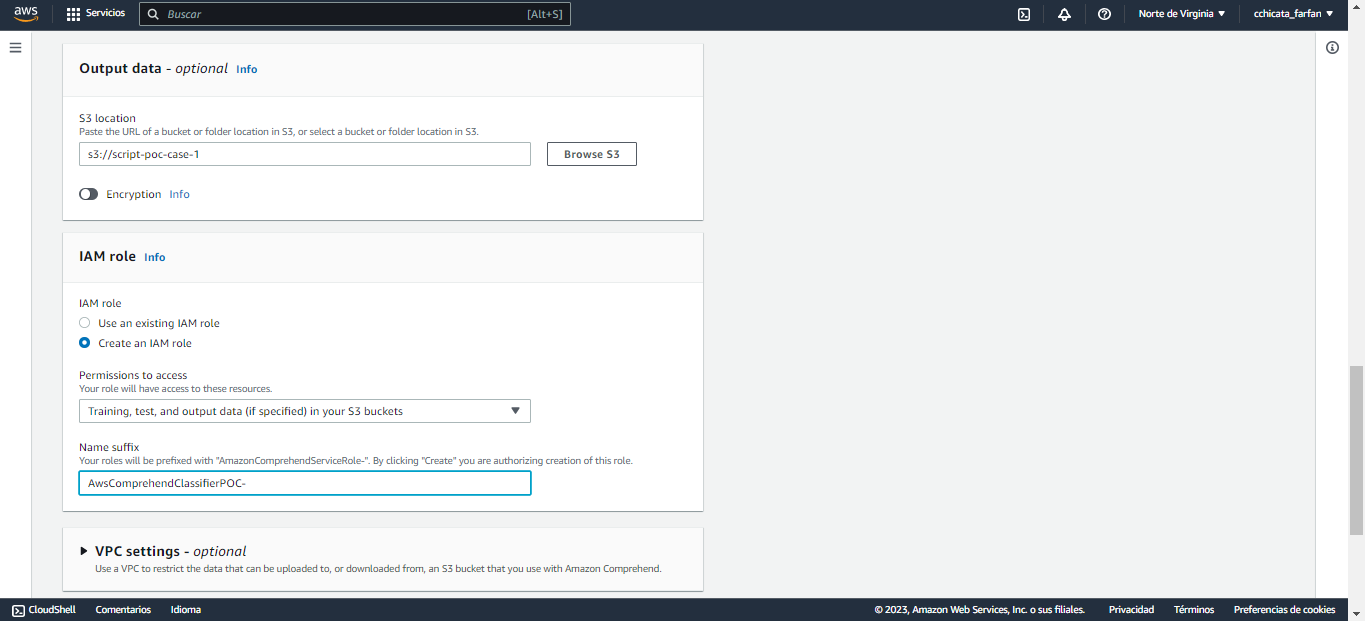 aws
Servicios
Buscar
[Alt+S]
Norte de Virginia
cchicata_farfan
Output data - optional Info
S3 location
Paste the URL of a bucket or folder location in S3, or select a bucket or folder location in S3.
s3://script-poc-case-1
Browse S3
Encryption Info
IAM role Info
IAM role
Use an existing IAM role
Create an IAM role
Permissions to access
Your role will have access to these resources.
Training, test, and output data (if specified) in your S3 buckets
Name suffix
Your roles will be prefixed with "AmazonComprehendServiceRole-". By clicking "Create" you are authorizing creation of this role.
AwsComprehendClassifierPOC-
VPC settings - optional
Use a VPC to restrict the data that can be uploaded to, or downloaded from, an S3 bucket that you use with Amazon Comprehend.
CloudShell
Comentarios
Idioma
© 2023, Amazon Web Services, Inc. o sus filiales.
Privacidad
Términos
Preferencias de cookies